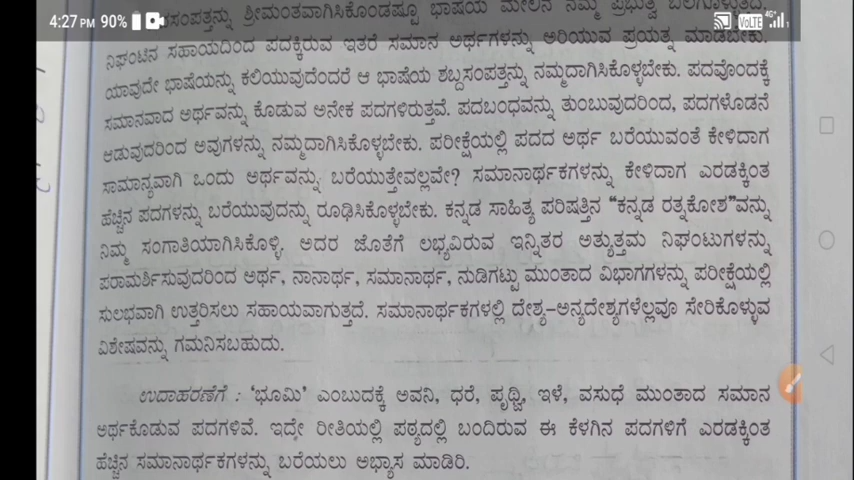 4:27 PM 90%
VoLTE 4G
ಶ್ರೀಮಂತವಾಗಿಸಿಕೊಂಡಷ್ಟೂ ಭಾಷೆಯ ಮೇಲಿನ ನಮ್ಮ ಪ್ರಭುತ್ವ
ನಿಘಂಟಿನ ಸಹಾಯದಿಂದ ಪದಕ್ಕಿರುವ ಇತರೆ ಸಮಾನ ಅರ್ಥಗಳನ್ನು ಅರಿಯುವ ಪ್ರಯತ್ನ ಮಾಡಬೇಕು.
ಯಾವುದೇ ಭಾಷೆಯನ್ನು ಕಲಿಯುವುದೆಂದರೆ ಆ ಭಾಷೆಯ ಶಬ್ದಸಂಪತ್ತನ್ನು ನಮ್ಮದಾಗಿಸಿಕೊಳ್ಳಬೇಕು. ಪದವೊಂದಕ್ಕೆ
ಸಮಾನವಾದ ಅರ್ಥವನ್ನು ಕೊಡುವ ಅನೇಕ ಪದಗಳಿರುತ್ತವೆ. ಪದಬಂಧವನ್ನು ತುಂಬುವುದರಿಂದ, ಪದಗಳೊಡನೆ
ಆಡುವುದರಿಂದ ಅವುಗಳನ್ನು ನಮ್ಮದಾಗಿಸಿಕೊಳ್ಳಬೇಕು. ಪರೀಕ್ಷೆಯಲ್ಲಿ ಪದದ ಅರ್ಥ ಬರೆಯುವಂತೆ ಕೇಳಿದಾಗ
ಸಾಮಾನ್ಯವಾಗಿ ಒಂದು ಅರ್ಥವನ್ನು ಬರೆಯುತ್ತೇವಲ್ಲವೇ? ಸಮಾನಾರ್ಥಕಗಳನ್ನು ಕೇಳಿದಾಗ ಎರಡಕ್ಕಿಂತ
ಹೆಚ್ಚಿನ ಪದಗಳನ್ನು ಬರೆಯುವುದನ್ನು ರೂಢಿಸಿಕೊಳ್ಳಬೇಕು. ಕನ್ನಡ ಸಾಹಿತ್ಯ ಪರಿಷತ್ತಿನ “ಕನ್ನಡ ರತ್ನಕೋಶ”ವನ್ನು
ನಿಮ್ಮ ಸಂಗಾತಿಯಾಗಿಸಿಕೊಳ್ಳಿ. ಅದರ ಜೊತೆಗೆ ಲಭ್ಯವಿರುವ ಇನ್ನಿತರ ಅತ್ಯುತ್ತಮ ನಿಘಂಟುಗಳನ್ನು
ಪರಾಮರ್ಶಿಸುವುದರಿಂದ ಅರ್ಥ, ನಾನಾರ್ಥ, ಸಮಾನಾರ್ಥ, ನುಡಿಗಟ್ಟು ಮುಂತಾದ ವಿಭಾಗಗಳನ್ನು ಪರೀಕ್ಷೆಯಲ್ಲಿ
ಸುಲಭವಾಗಿ ಉತ್ತರಿಸಲು ಸಹಾಯವಾಗುತ್ತದೆ. ಸಮಾನಾರ್ಥಕಗಳಲ್ಲಿ ದೇಶ್ಯ–ಅನ್ಯದೇಶ್ಯಗಳೆಲ್ಲವೂ ಸೇರಿಕೊಳ್ಳುವ
ವಿಶೇಷವನ್ನು ಗಮನಿಸಬಹುದು.
ಉದಾಹರಣೆಗೆ : ‘ಭೂಮಿ’ ಎಂಬುದಕ್ಕೆ ಅವನಿ, ಧರೆ, ಪೃಥ್ವಿ, ಇಳೆ, ವಸುಧೆ ಮುಂತಾದ ಸಮಾನ
ಅರ್ಥಕೊಡುವ ಪದಗಳಿವೆ. ಇದೇ ರೀತಿಯಲ್ಲಿ ಪಠ್ಯದಲ್ಲಿ ಬಂದಿರುವ ಈ ಕೆಳಗಿನ ಪದಗಳಿಗೆ ಎರಡಕ್ಕಿಂತ
ಹೆಚ್ಚಿನ ಸಮಾನಾರ್ಥಕಗಳನ್ನು ಬರೆಯಲು ಅಭ್ಯಾಸ ಮಾಡಿರಿ.